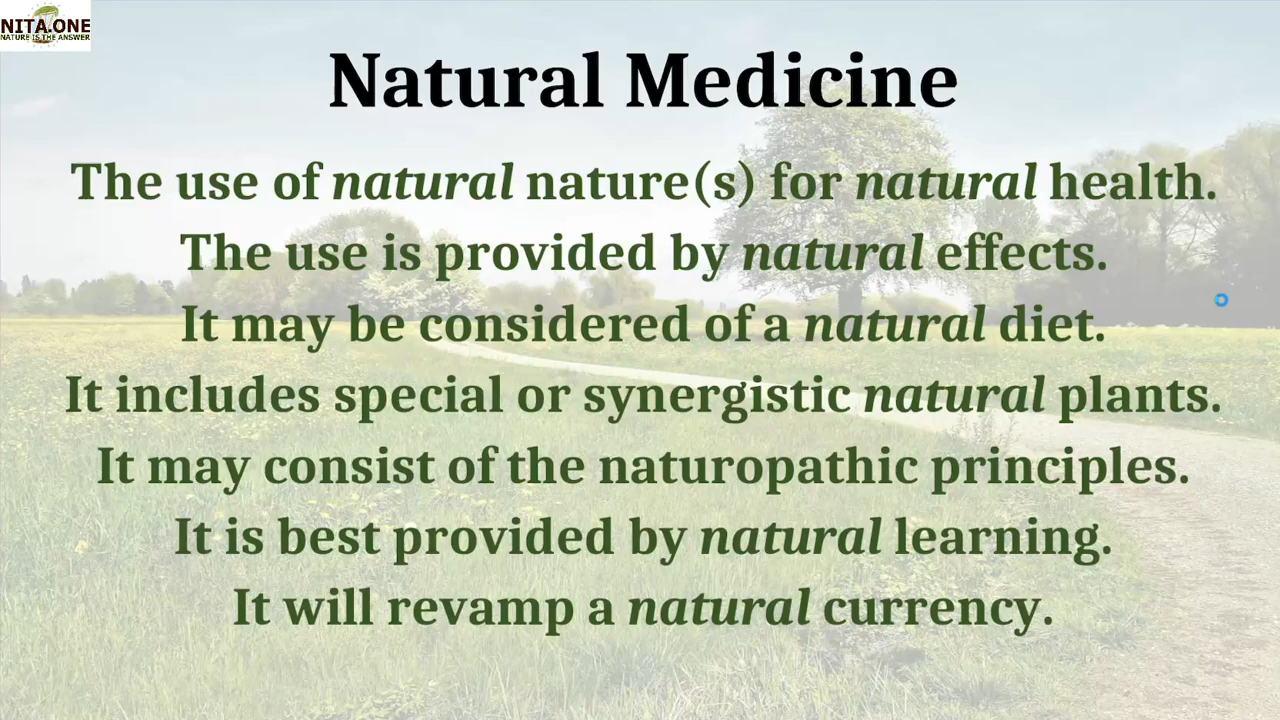 NITA.ONE
NATURE IS THE ANSWER
Natural Medicine
The use of natural nature(s) for natural health.
The use is provided by natural effects.
It may be considered of a natural diet.
It includes special or synergistic natural plants.
It may consist of the naturopathic principles.
It is best provided by natural learning.
It will revamp a natural currency.